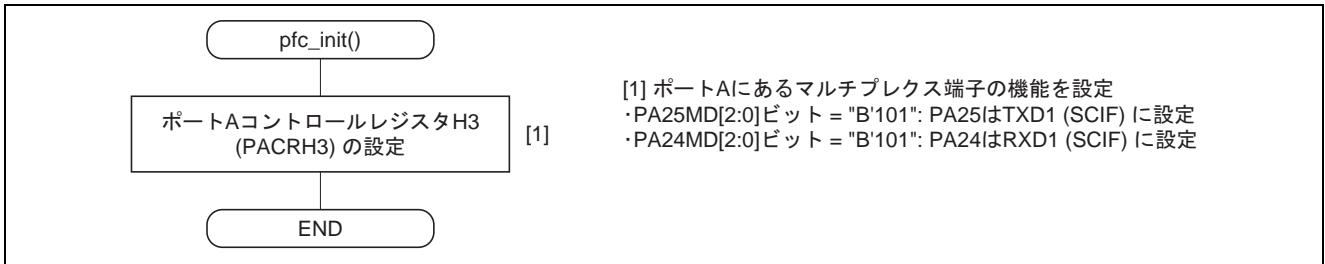 pfc_init()
ポートAコントロールレジスタH3
(PACRH3) の設定
[1]
END
[1] ポートAにあるマルチプレクス端子の機能を設定
・PA25MD[2:0]ビット = "B'101": PA25はTXD1 (SCIF) に設定
・PA24MD[2:0]ビット = "B'101": PA24はRXD1 (SCIF) に設定